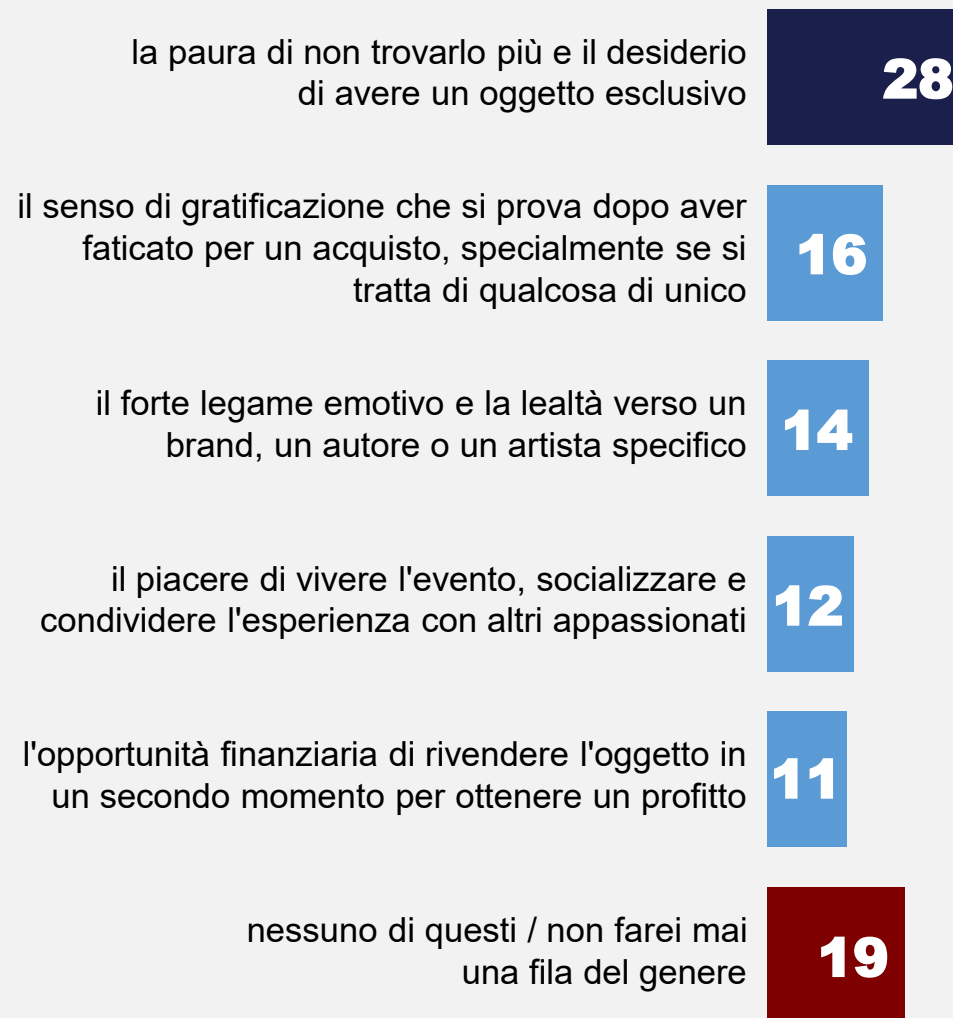 la paura di non trovarlo più e il desiderio
di avere un oggetto esclusivo
28
il senso di gratificazione che si prova dopo aver
faticato per un acquisto, specialmente se si
tratta di qualcosa di unico
16
il forte legame emotivo e la lealtà verso un
brand, un autore o un artista specifico
14
il piacere di vivere l'evento, socializzare e
condividere l'esperienza con altri appassionati
12
l'opportunità finanziaria di rivendere l'oggetto in
un secondo momento per ottenere un profitto
11
nessuno di questi / non farei mai
una fila del genere
19